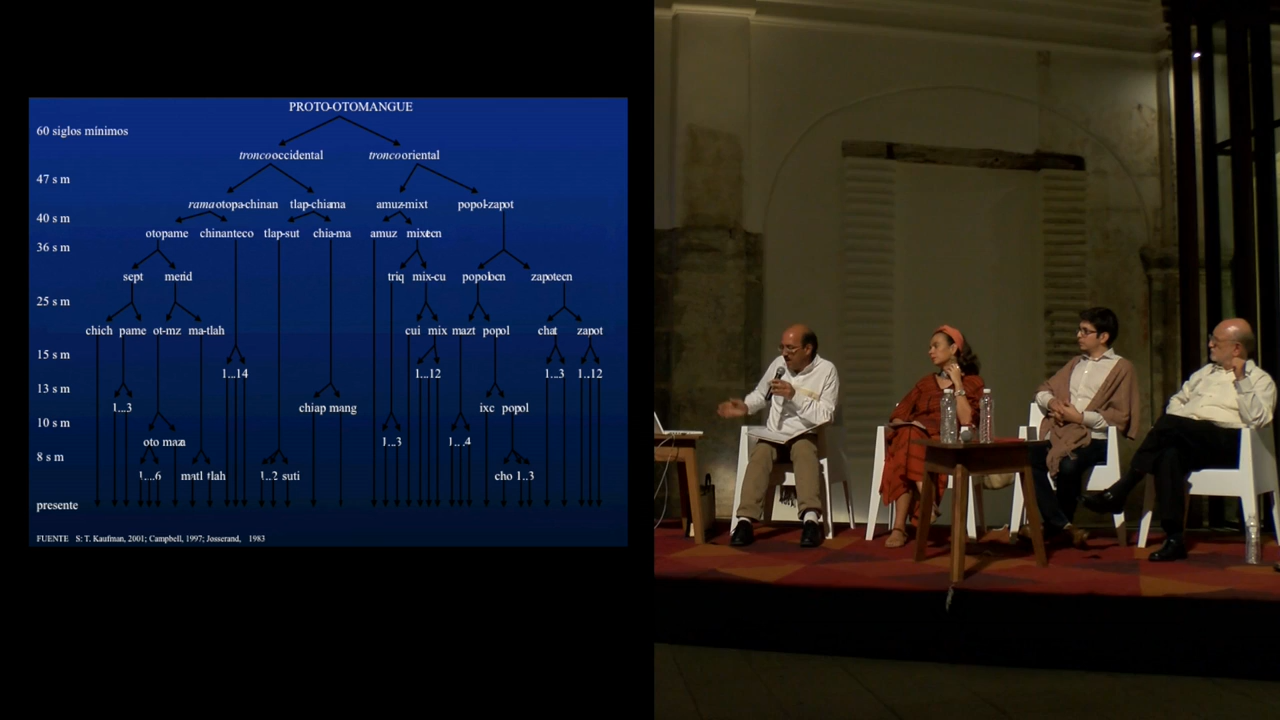 PROTO-OTOMANGUE
60 siglos mínimos
tronco occidental tronco oriental
47 s m
rama otopa-chinan tlap-chiama amuz-mixt popol-zapot
40 s m
otopame chinanteco tlap-sut chia-ma amuz mixtecn
36 s m
sept merid triq mix-cu popolocn zapotecn
25 s m
chich pame ot-mz ma-tlah cui mix mazt popol chat zapot
15 s m
1...14 1...12 1...3 1..12
13 s m
1...3 chiap mang ixc popol
10 s m
oto maza 1...3 1...4
8 s m
1....6 matl tlah 1..2 suti cho 1..3
presente
FUENTE S: T. Kaufman, 2001; Campbell, 1997; Josserand, 1983